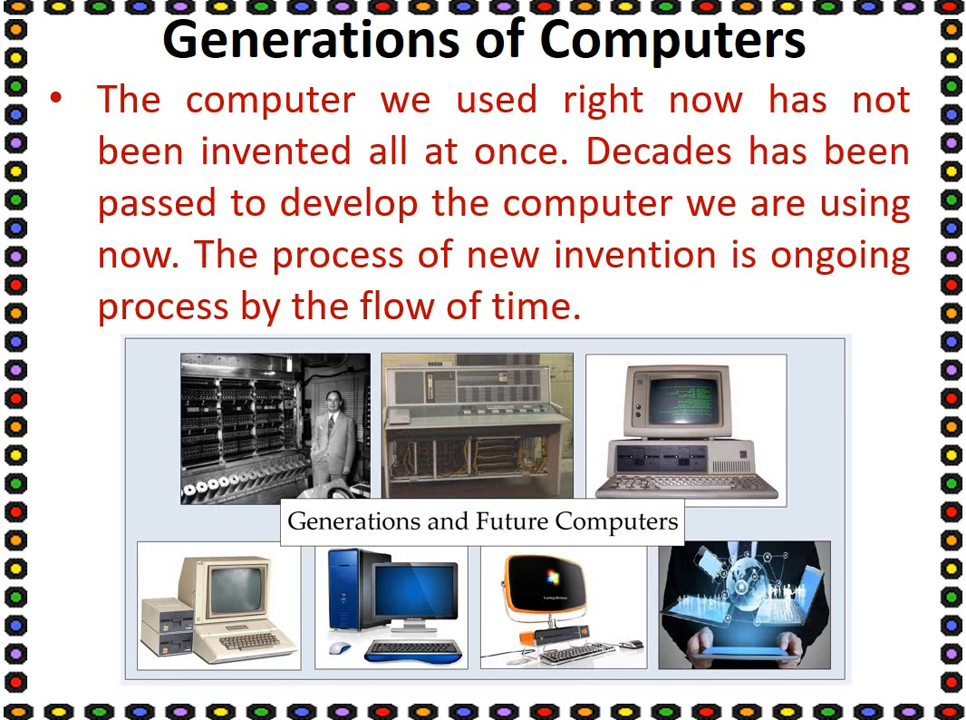 Generations of Computers
• The computer we used right now has not
been invented all at once. Decades has been
passed to develop the computer we are using
now. The process of new invention is ongoing
process by the flow of time.
Generations and Future Computers